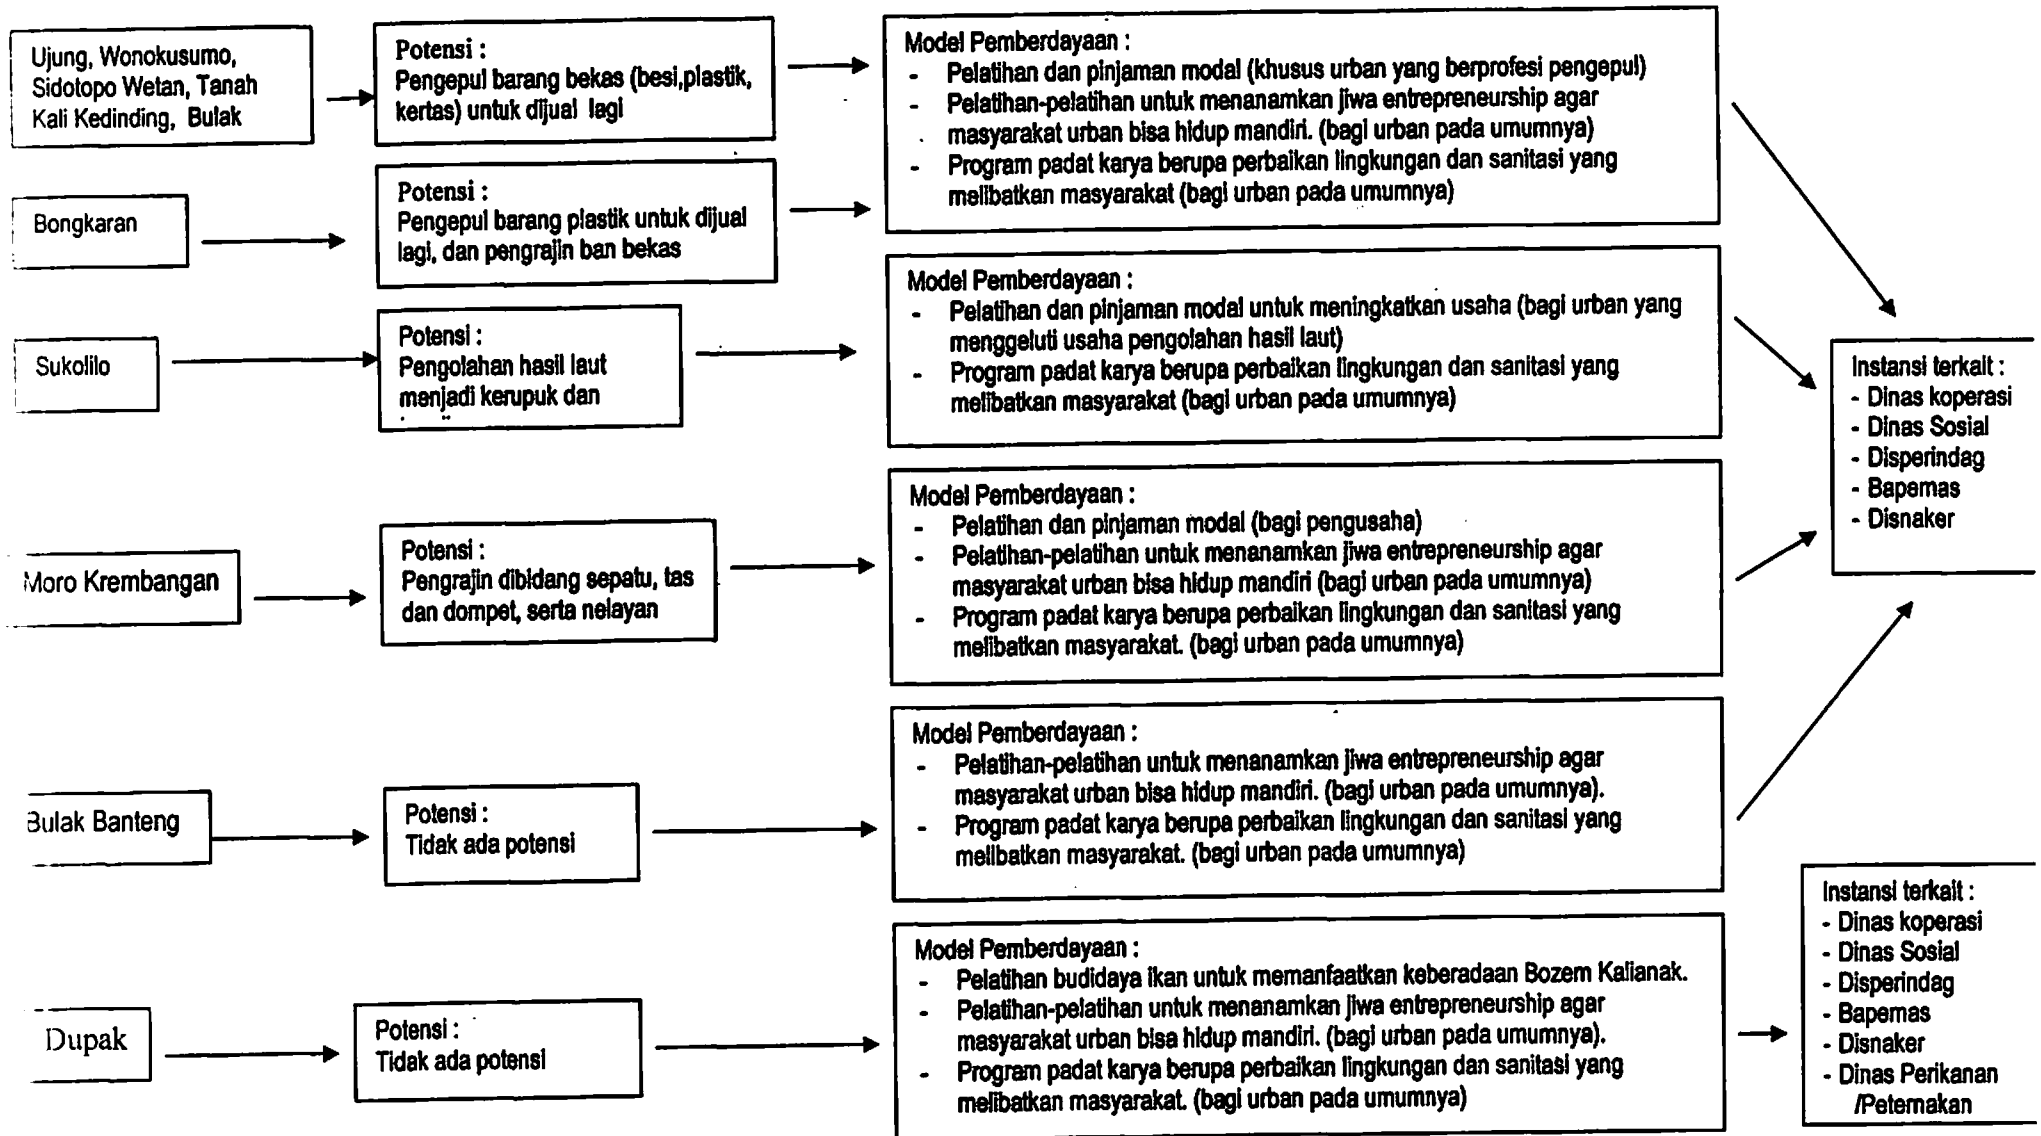 Ujung, Wonokusumo,
Sidotopo Wetan, Tanah
Kali Kedinding, Bulak
Potensi :
Pengepul barang bekas (besi,plastik,
kertas) untuk dijual lagi
Model Pemberdayaan :
- Pelatihan dan pinjaman modal (khusus urban yang berprofesi pengepul)
- Pelatihan-pelatihan untuk menanamkan jiwa entrepreneurship agar
masyarakat urban bisa hidup mandiri. (bagi urban pada umumnya)
- Program padat karya berupa perbaikan lingkungan dan sanitasi yang
melibatkan masyarakat (bagi urban pada umumnya)
Bongkaran
Potensi :
Pengepul barang plastik untuk dijual
lagi, dan pengrajin ban bekas
Sukolilo
Potensi :
Pengolahan hasil laut
menjadi kerupuk dan
Model Pemberdayaan :
- Pelatihan dan pinjaman modal untuk meningkatkan usaha (bagi urban yang
menggeluti usaha pengolahan hasil laut)
- Program padat karya berupa perbaikan lingkungan dan sanitasi yang
melibatkan masyarakat (bagi urban pada umumnya)
Moro Krembangan
Potensi :
Pengrajin dibidang sepatu, tas
dan dompet, serta nelayan
Model Pemberdayaan :
- Pelatihan dan pinjaman modal (bagi pengusaha)
- Pelatihan-pelatihan untuk menanamkan jiwa entrepreneurship agar
masyarakat urban bisa hidup mandiri (bagi urban pada umumnya)
- Program padat karya berupa perbaikan lingkungan dan sanitasi yang
melibatkan masyarakat. (bagi urban pada umumnya)
Bulak Banteng
Potensi :
Tidak ada potensi
Model Pemberdayaan :
- Pelatihan-pelatihan untuk menanamkan jiwa entrepreneurship agar
masyarakat urban bisa hidup mandiri. (bagi urban pada umumnya).
- Program padat karya berupa perbaikan lingkungan dan sanitasi yang
melibatkan masyarakat. (bagi urban pada umumnya)
Instansi terkait :
- Dinas koperasi
- Dinas Sosial
- Disperindag
- Bapemas
- Disnaker
Dupak
Potensi :
Tidak ada potensi
Model Pemberdayaan :
- Pelatihan budidaya ikan untuk memanfaatkan keberadaan Bozem Kalianak.
- Pelatihan-pelatihan untuk menanamkan jiwa entrepreneurship agar
masyarakat urban bisa hidup mandiri. (bagi urban pada umumnya).
- Program padat karya berupa perbaikan lingkungan dan sanitasi yang
melibatkan masyarakat. (bagi urban pada umumnya)
Instansi terkait :
- Dinas koperasi
- Dinas Sosial
- Disperindag
- Bapemas
- Disnaker
- Dinas Perikanan
/Peternakan